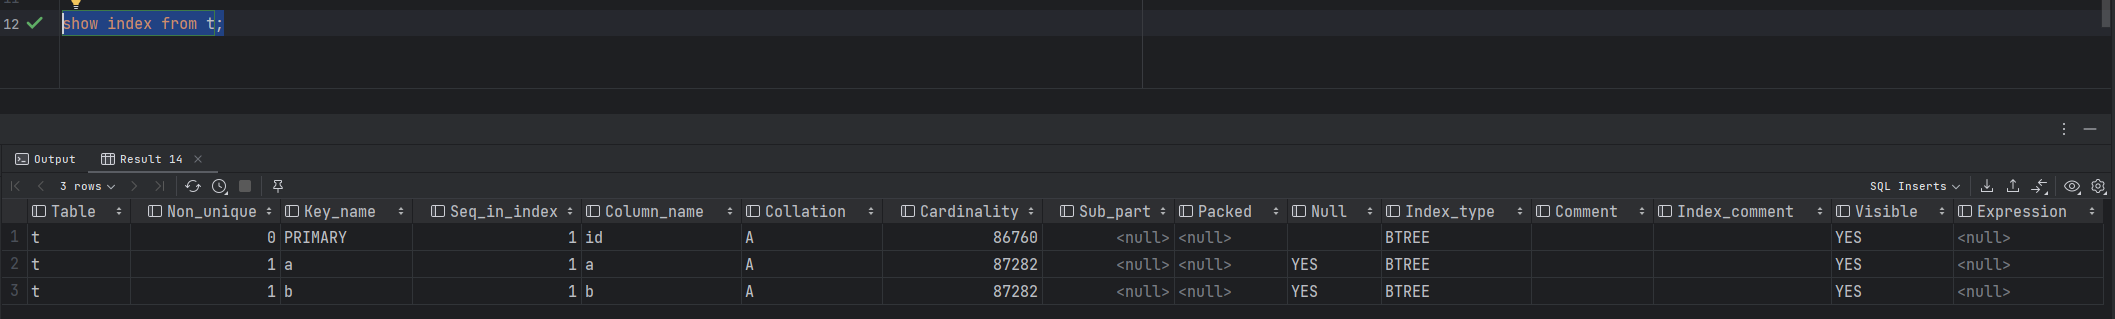 12 show index from t;
Output Result 14
3 rows SQL Inserts
Table Non_unique Key_name Seq_in_index Column_name Collation Cardinality Sub_part Packed Null Index_type Comment Index_comment Visible Expression
1 t 0 PRIMARY 1 id A 86760 <null> <null> BTREE YES <null>
2 t 1 a 1 a A 87282 <null> <null> YES BTREE YES <null>
3 t 1 b 1 b A 87282 <null> <null> YES BTREE YES <null>